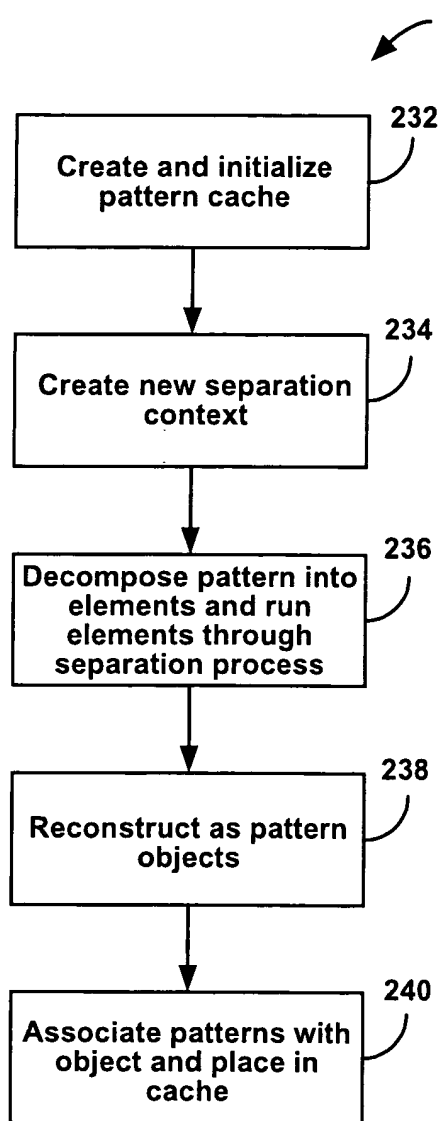 232
Create and initialize
pattern cache
234
Create new separation
context
236
Decompose pattern into
elements and run
elements through
separation process
238
Reconstruct as pattern
objects
240
Associate patterns with
object and place in
cache